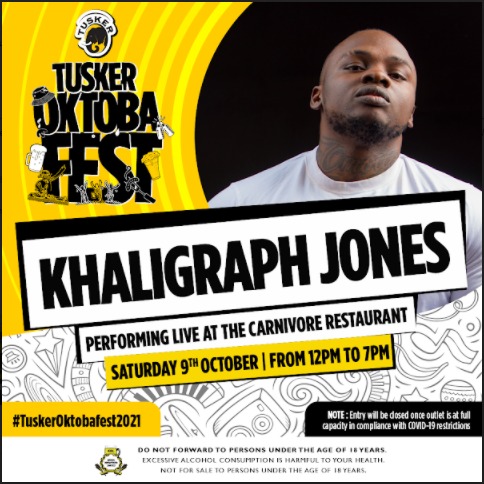 TUSKER
TUSKER
OKTOBA
FEST
KHALIGRAPH JONES
PERFORMING LIVE AT THE CARNIVORE RESTAURANT
SATURDAY 9TH OCTOBER | FROM 12PM TO 7PM
#TuskerOktobafest2021
NOTE : Entry will be closed once outlet is at full
capacity in compliance with COVID-19 restrictions
DO NOT FORWARD TO PERSONS UNDER THE AGE OF 18 YEARS.
EXCESSIVE ALCOHOL CONSUMPTION IS HARMFUL TO YOUR HEALTH.
NOT FOR SALE TO PERSONS UNDER THE AGE OF 18 YEARS.